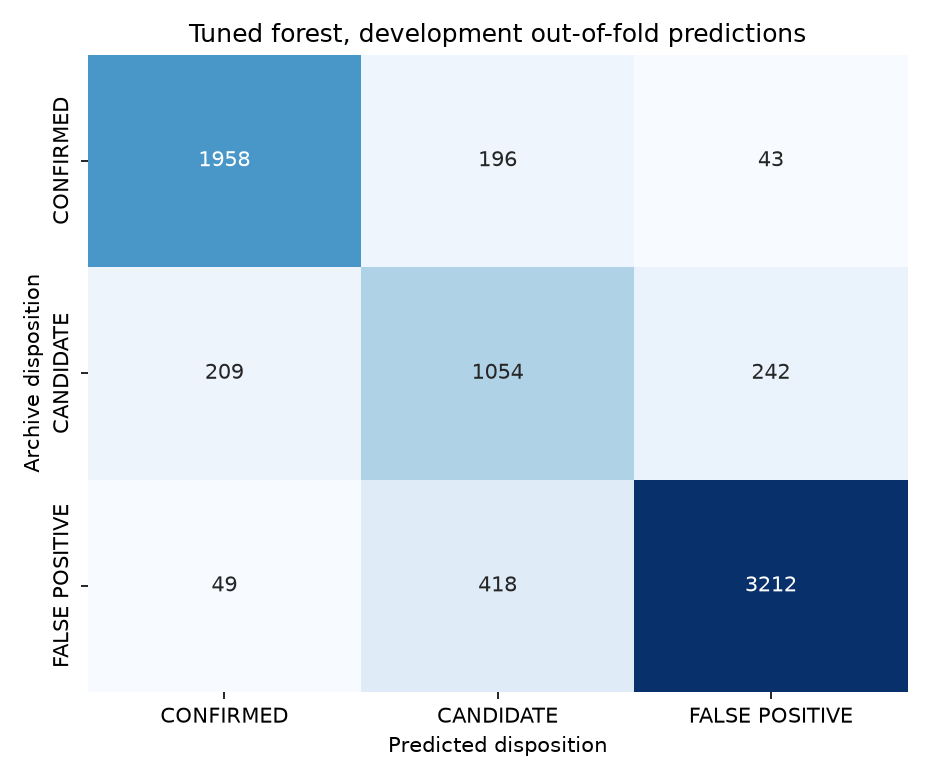 Tuned forest, development out-of-fold predictions
Archive disposition
CONFIRMED
1958 196 43
CANDIDATE
209 1054 242
FALSE POSITIVE
49 418 3212
CONFIRMED CANDIDATE FALSE POSITIVE
Predicted disposition